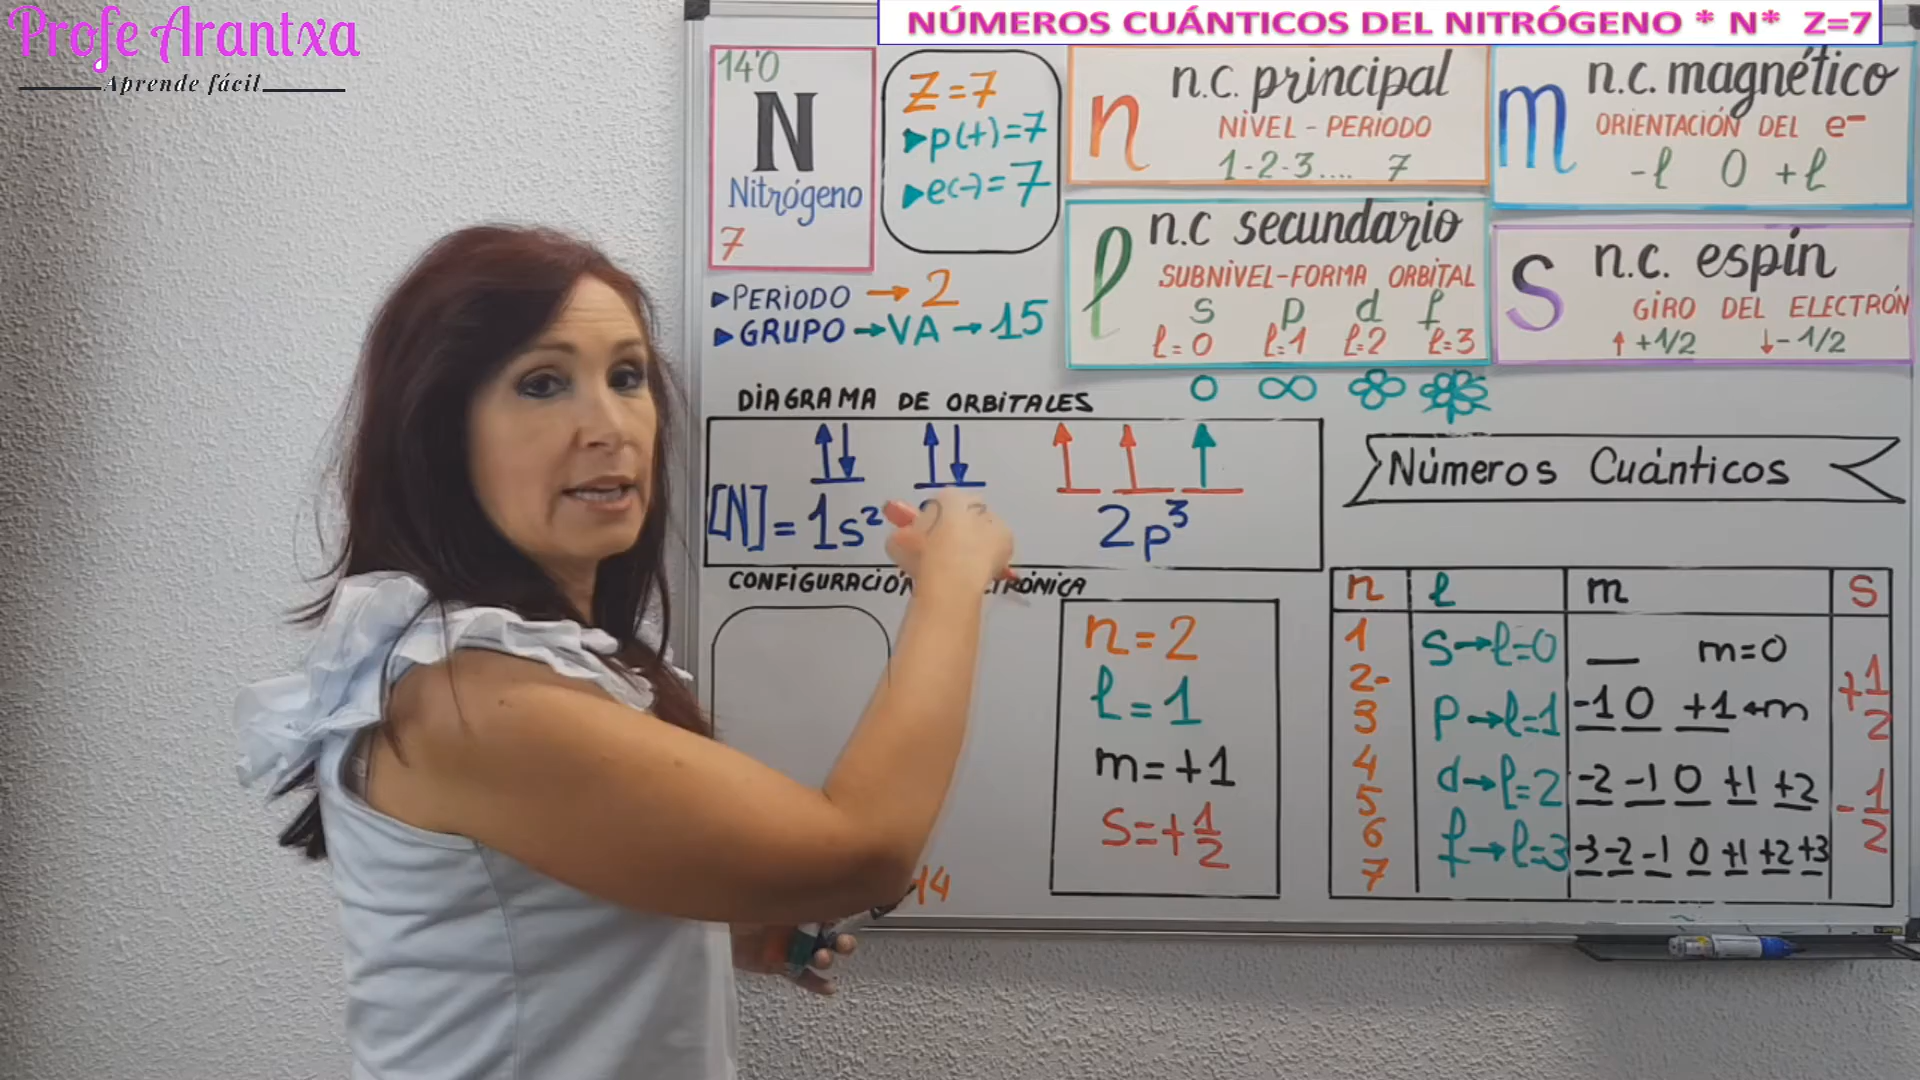 Profe Arantxa
Aprende fácil
NÚMEROS CUÁNTICOS DEL NITRÓGENO * N* Z=7
14'0
N
Nitrógeno
7
Z=7
p(+)=7
e(-)=7
n
n.c. principal
NIVEL - PERIODO
1-2-3.... 7
m
n.c. magnético
ORIENTACIÓN DEL e-
-l 0 +l
l
n.c secundario
SUBNIVEL-FORMA ORBITAL
s p d f
l=0 l=1 l=2 l=3
S
n.c. espin
GIRO DEL ELECTRÓN
↑+1/2 ↓-1/2
►PERIODO → 2
►GRUPO →VA →15
DIAGRAMA DE ORBITALES
[N]= 1s² 2p³
CONFIGURACIÓN
Números Cuánticos
n=2
l=1
m=+1
s=+1/2
14
n l m s
1 s→l=0 m=0
2- p→l=1 -1 0 +1←m +1/2
3
4 d→l=2 -2 -1 0 +1 +2
5 -1/2
6 f→l=3 -3 -2 -1 0 +1 +2 +3
7